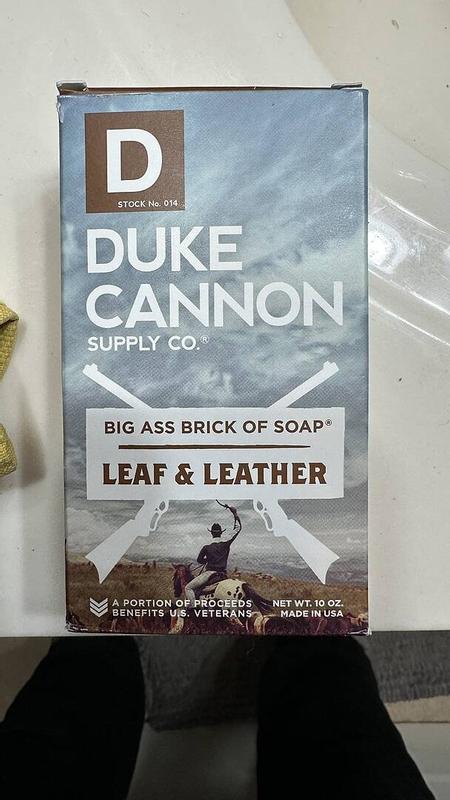 D
STOCK No. 014
DUKE
CANNON
SUPPLY CO.®
BIG ASS BRICK OF SOAP®
LEAF & LEATHER
A PORTION OF PROCEEDS
BENEFITS U.S. VETERANS
NET WT. 10 OZ.
MADE IN USA